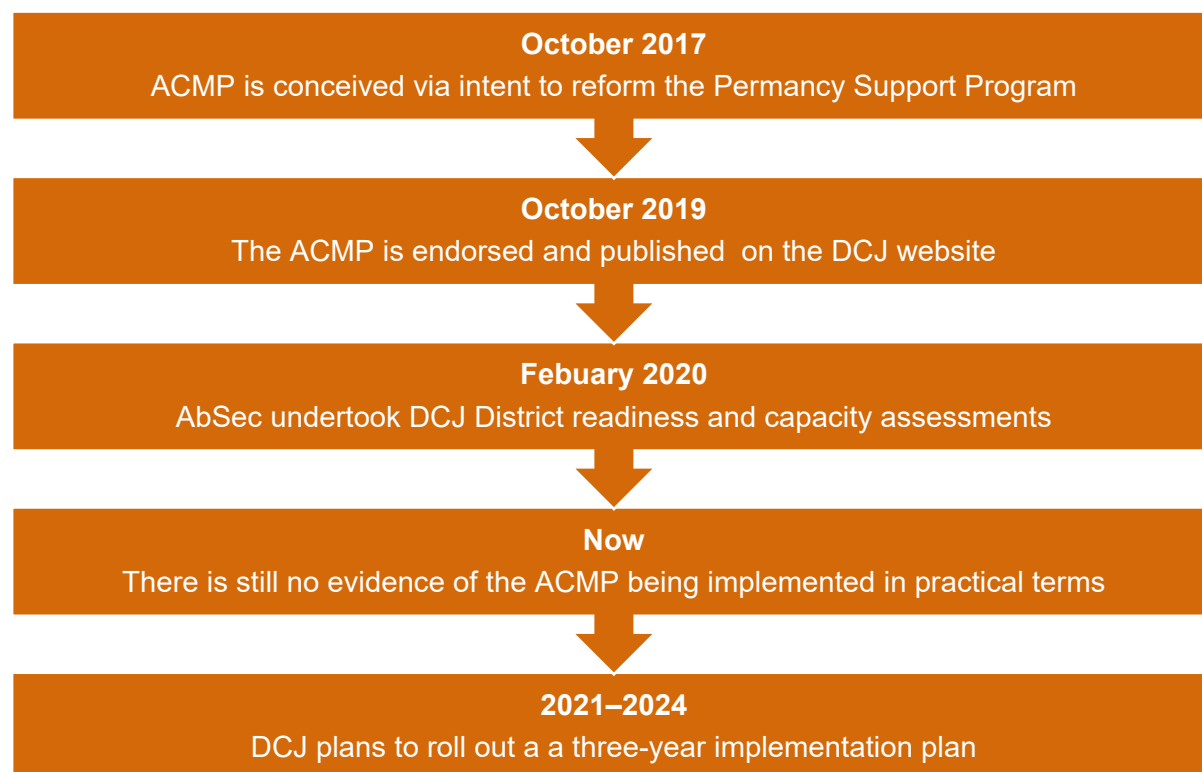 October 2017
ACMP is conceived via intent to reform the Permancy Support Program
October 2019
The ACMP is endorsed and published  on the DCJ website
Febuary 2020
AbSec undertook DCJ District readiness and capacity assessments
Now
There is still no evidence of the ACMP being implemented in practical terms
2021–2024
DCJ plans to roll out a a three-year implementation plan